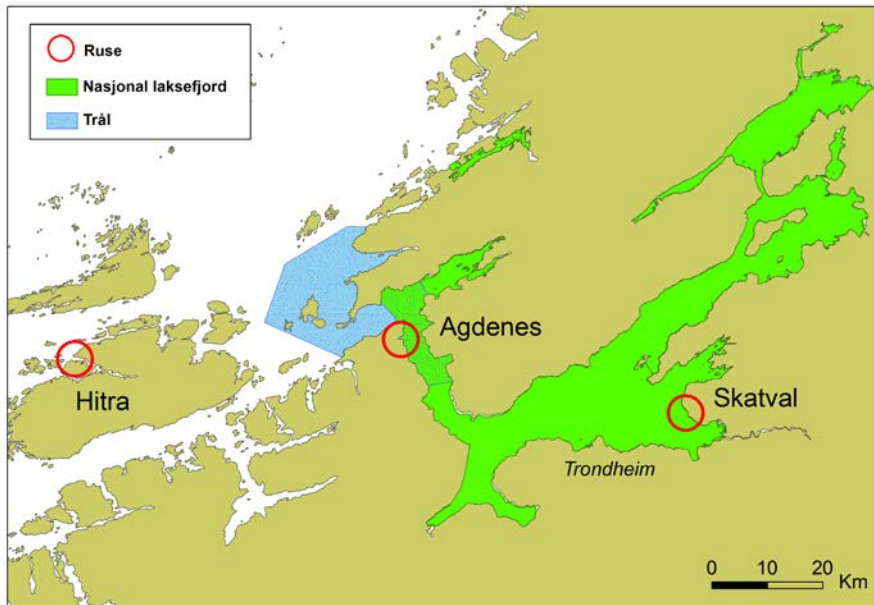 Ruse
Nasjonal laksefjord
Trål
Agdenes
Hitra
Skatval
Trondheim
0 10 20
Km